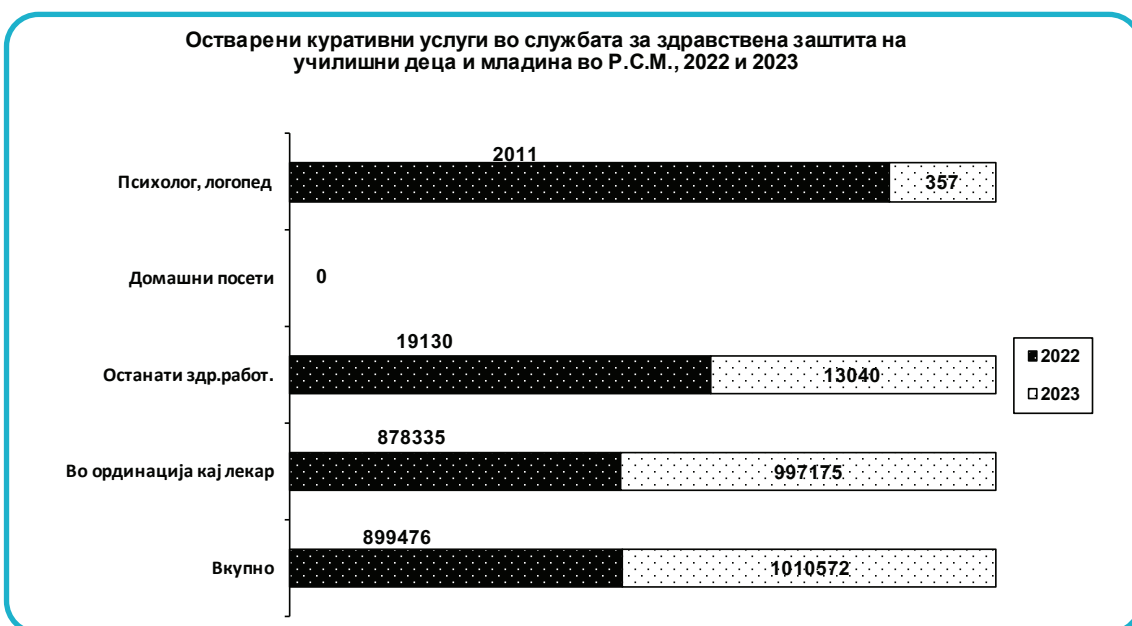 Остварени куративни услуги во службата за здравствена заштита на
училишни деца и младина во Р.С.М., 2022 и 2023
Психолог, логопед
2011
357
Домашни посети
0
Останати здр.работ.
19130
13040
Во ординација кај лекар
878335
997175
Вкупно
899476
1010572
2022
2023